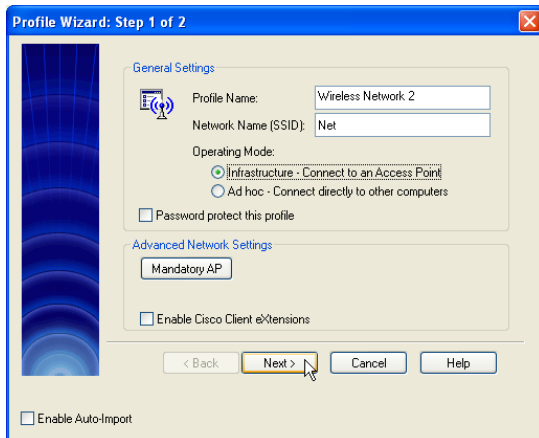 Profile Wizard: Step 1 of 2
General Settings
Profile Name: Wireless Network 2
Network Name (SSID): Net
Operating Mode:
Infrastructure - Connect to an Access Point
Ad hoc - Connect directly to other computers
Password protect this profile
Advanced Network Settings
Mandatory AP
Enable Cisco Client eXtensions
< Back Next > Cancel Help
Enable Auto-Import